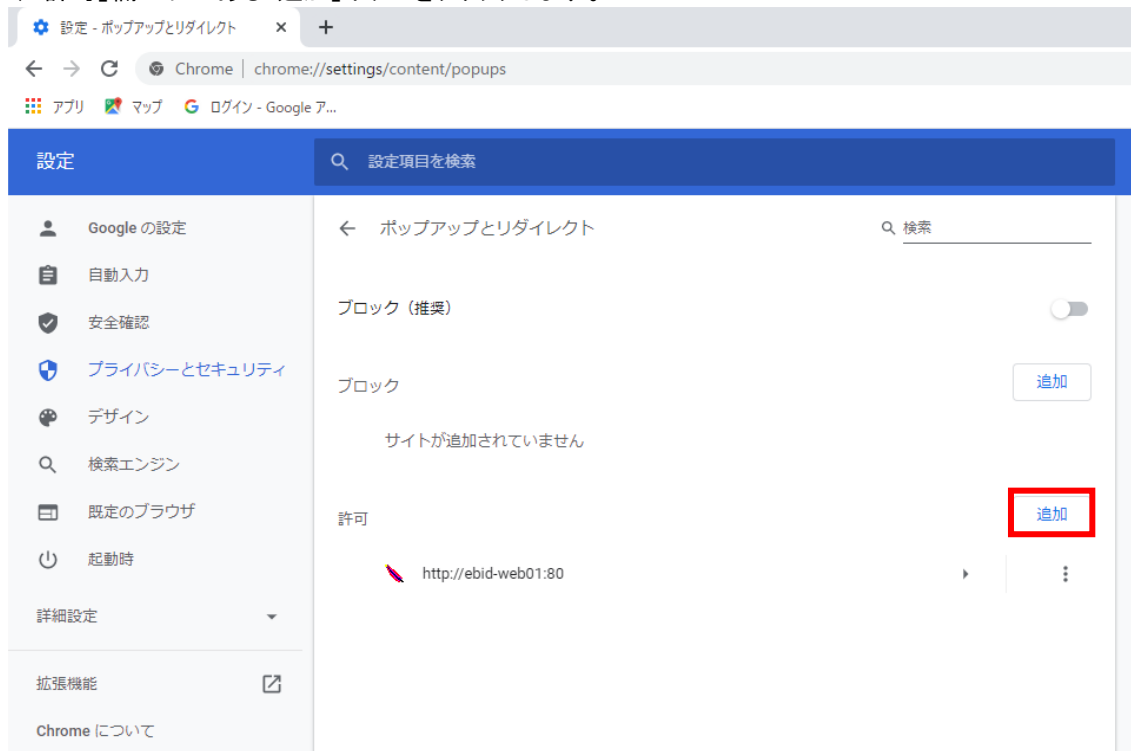 設定 - ポップアップとリダイレクト × +
Chrome | chrome://settings/content/popups
アプリ マップ G ログイン - Google ア...
設定
設定項目を検索
Google の設定
自動入力
安全確認
プライバシーとセキュリティ
デザイン
検索エンジン
既定のブラウザ
起動時
詳細設定
拡張機能
Chrome について
ポップアップとリダイレクト
検索
ブロック（推奨）
ブロック
追加
サイトが追加されていません
許可
追加
http://ebid-web01:80